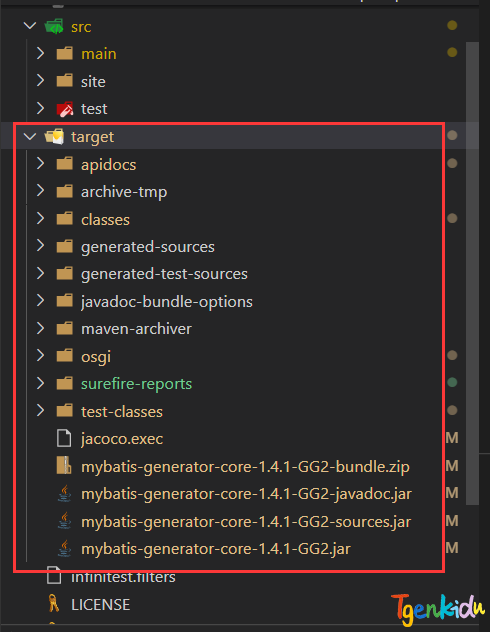 src
main
site
test
target
apidocs
archive-tmp
classes
generated-sources
generated-test-sources
javadoc-bundle-options
maven-archiver
osgi
surefire-reports
test-classes
jacoco.exec M
mybatis-generator-core-1.4.1-GG2-bundle.zip M
mybatis-generator-core-1.4.1-GG2-javadoc.jar M
mybatis-generator-core-1.4.1-GG2-sources.jar M
mybatis-generator-core-1.4.1-GG2.jar M
infinitest.filters
LICENSE
Tgenkidu